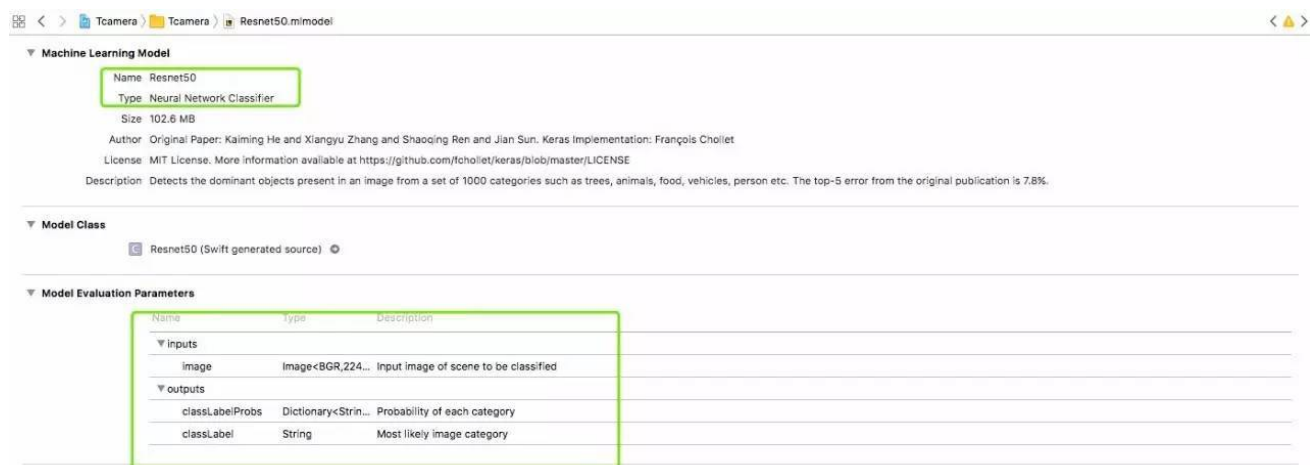 Tcamera Tcamera Resnet50.mlmodel
Machine Learning Model
Name Resnet50
Type Neural Network Classifier
Size 102.6 MB
Author Original Paper: Kaiming He and Xiangyu Zhang and Shaoqing Ren and Jian Sun. Keras Implementation: François Chollet
License MIT License. More information available at https://github.com/fchollet/keras/blob/master/LICENSE
Description Detects the dominant objects present in an image from a set of 1000 categories such as trees, animals, food, vehicles, person etc. The top-5 error from the original publication is 7.8%.
Model Class
C Resnet50 (Swift generated source)
Model Evaluation Parameters
Name Type Description
inputs
image Image<BGR,224... Input image of scene to be classified
outputs
classLabelProbs Dictionary<Strin... Probability of each category
classLabel String Most likely image category